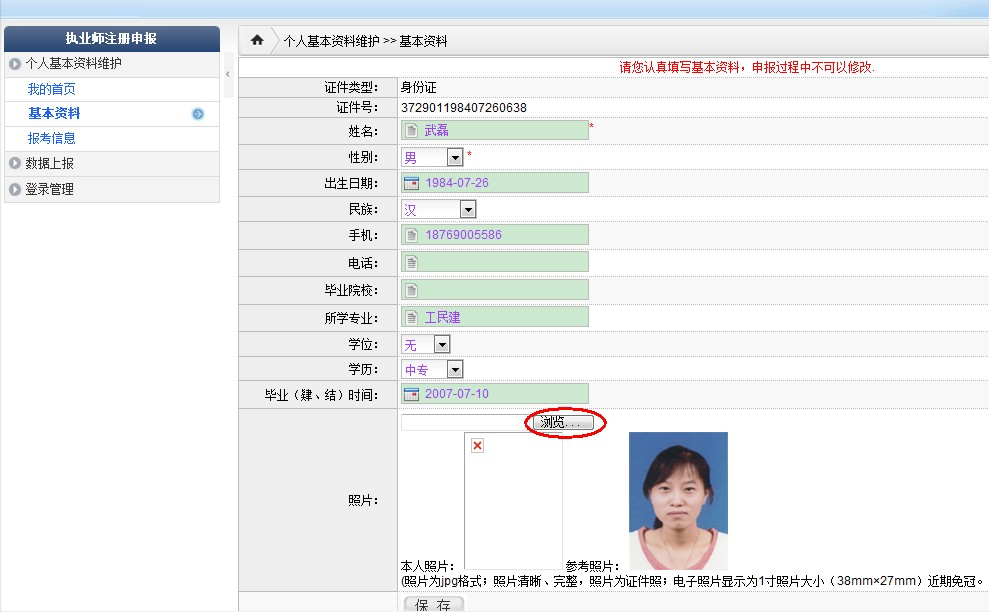 执业师注册申报
个人基本资料维护 >> 基本资料
个人基本资料维护
我的首页
基本资料
报考信息
数据上报
登录管理
请您认真填写基本资料，申报过程中不可以修改.
证件类型： 身份证
证件号： 372901198407260638
姓名： 武磊 *
性别： 男 *
出生日期： 1984-07-26
民族： 汉
手机： 18769005586
电话：
毕业院校：
所学专业： 工民建
学位： 无
学历： 中专
毕业（肄、结）时间： 2007-07-10
浏览...
照片：
本人照片： 参考照片：
(照片为jpg格式；照片清晰、完整，照片为证件照；电子照片显示为1寸照片大小（38mm×27mm）近期免冠。
保 存